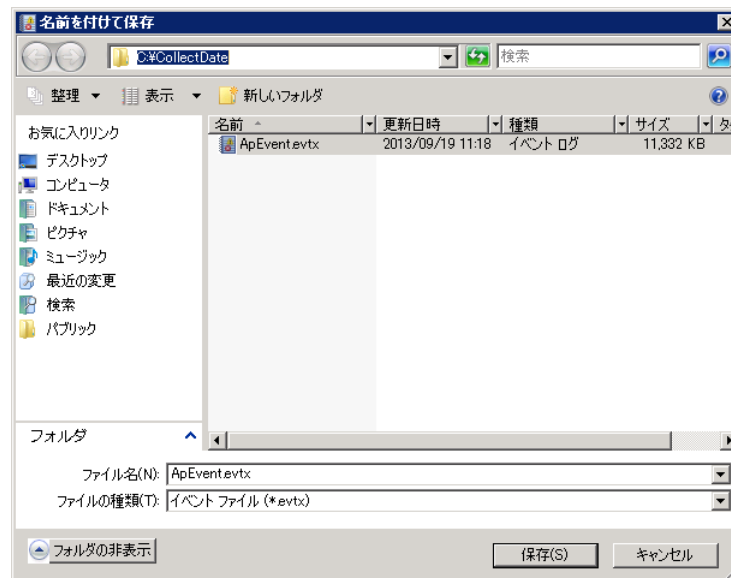 名前を付けて保存
C:¥CollectDate
検索
整理 表示 新しいフォルダ
お気に入りリンク
デスクトップ
コンピュータ
ドキュメント
ピクチャ
ミュージック
最近の変更
検索
パブリック
フォルダ
名前 更新日時 種類 サイズ タ
ApEvent.evtx 2013/09/19 11:18 イベント ログ 11,332 KB
ファイル名(N): ApEvent.evtx
ファイルの種類(T): イベント ファイル (*.evtx)
フォルダの非表示 保存(S) キャンセル